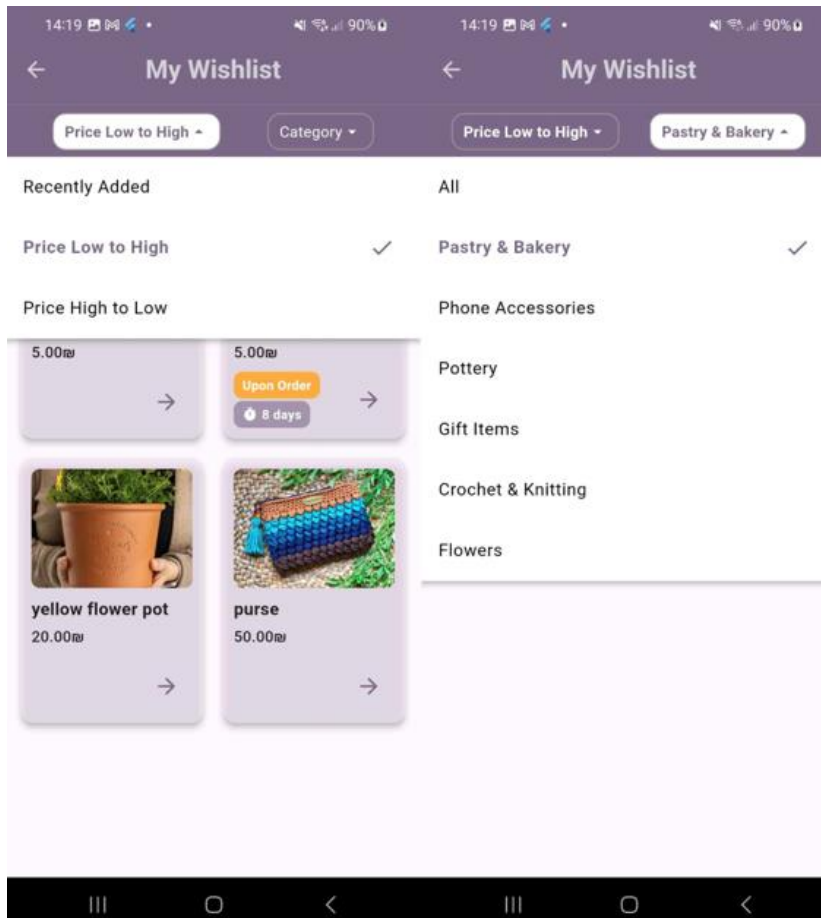 14:19
90%
My Wishlist
Price Low to High
Category
Recently Added
Price Low to High
Price High to Low
5.00₪
5.00₪
Upon Order
8 days
yellow flower pot
20.00₪
purse
50.00₪
14:19
90%
My Wishlist
Price Low to High
Pastry & Bakery
All
Pastry & Bakery
Phone Accessories
Pottery
Gift Items
Crochet & Knitting
Flowers